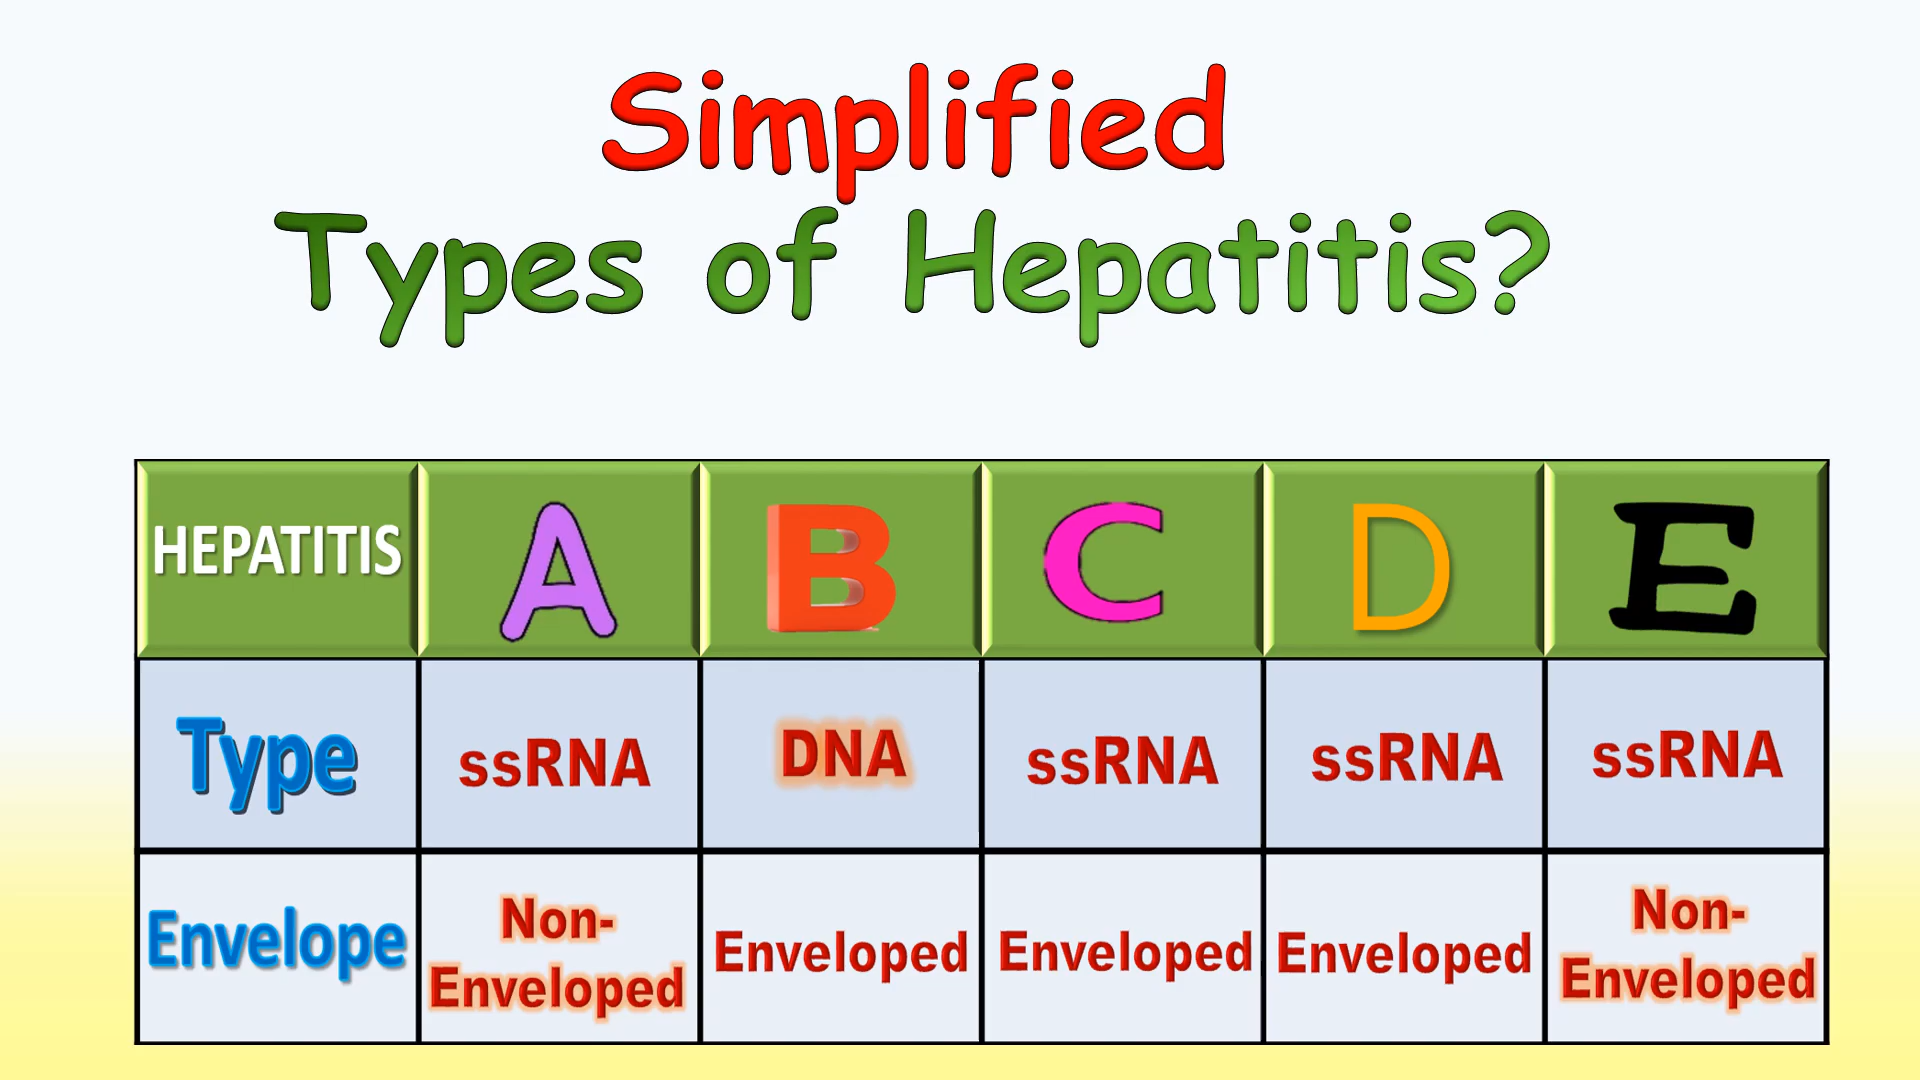 Simplified
Types of Hepatitis?
HEPATITIS A B C D E
Type ssRNA DNA ssRNA ssRNA ssRNA
Envelope Non-Enveloped Enveloped Enveloped Enveloped Non-Enveloped